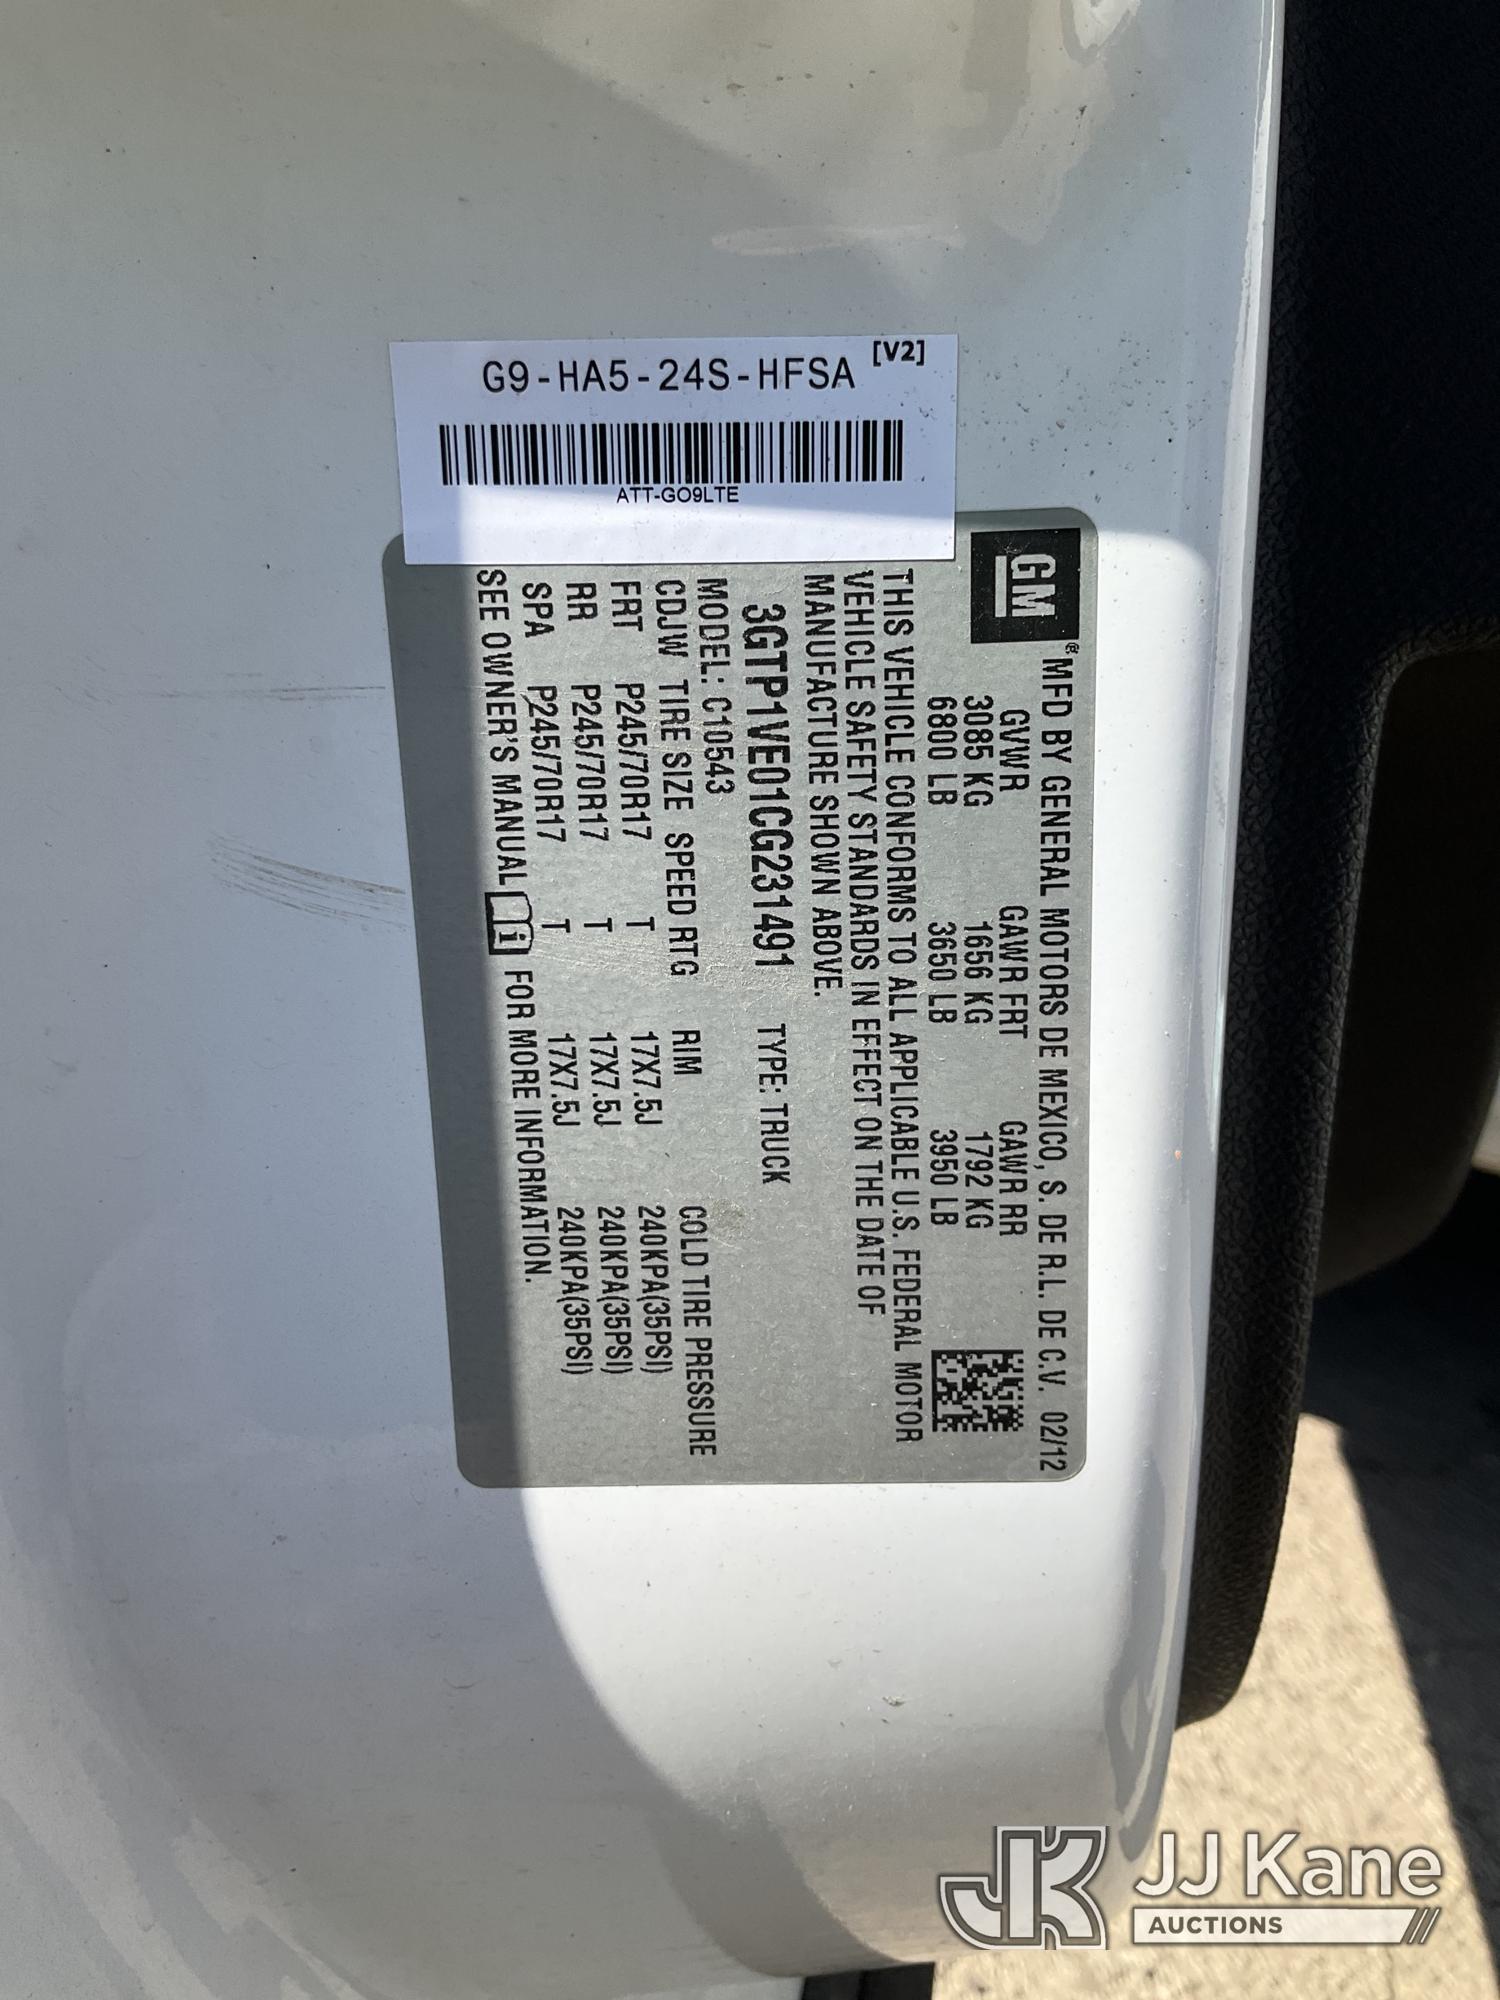 G9-HA5-24S-HFSA [V2]
ATT-GO9LTE
GM ® MFD BY GENERAL MOTORS DE MEXICO, S. DE R.L. DE C.V. 02/12
GVWR GAWR FRT GAWR RR
3085 KG 1656 KG 1792 KG
6800 LB 3650 LB 3950 LB
THIS VEHICLE CONFORMS TO ALL APPLICABLE U.S. FEDERAL MOTOR
VEHICLE SAFETY STANDARDS IN EFFECT ON THE DATE OF
MANUFACTURE SHOWN ABOVE.
3GTP1VE01CG231491 TYPE: TRUCK
MODEL: C10543
CDJW TIRE SIZE SPEED RTG RIM COLD TIRE PRESSURE
FRT P245/70R17 T 17X7.5J 240KPA(35PSI)
RR P245/70R17 T 17X7.5J 240KPA(35PSI)
SPA P245/70R17 T 17X7.5J 240KPA(35PSI)
SEE OWNER'S MANUAL i FOR MORE INFORMATION.
JK JJ Kane
AUCTIONS